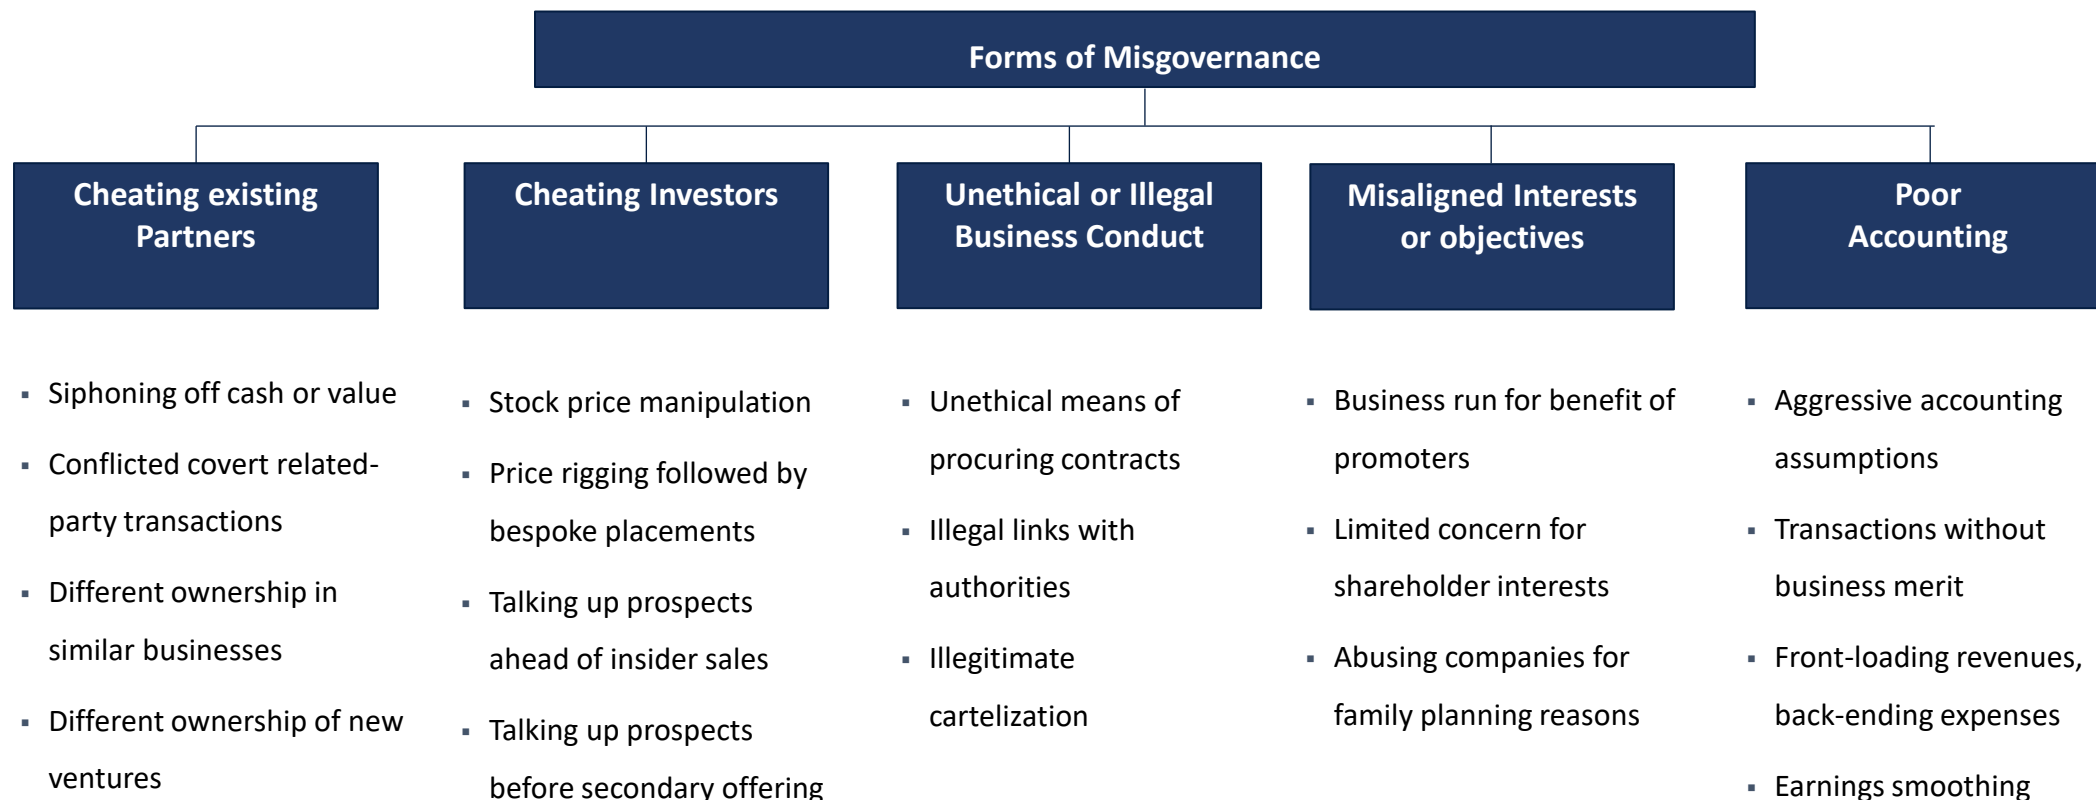 Forms of Misgovernance
Cheating existing
Partners
Cheating Investors
Unethical or Illegal
Business Conduct
Misaligned Interests
or objectives
Poor
Accounting
▪ Siphoning off cash or value
▪ Conflicted covert related-
party transactions
▪ Different ownership in
similar businesses
▪ Different ownership of new
ventures
▪ Stock price manipulation
▪ Price rigging followed by
bespoke placements
▪ Talking up prospects
ahead of insider sales
▪ Talking up prospects
before secondary offering
▪ Unethical means of
procuring contracts
▪ Illegal links with
authorities
▪ Illegitimate
cartelization
▪ Business run for benefit of
promoters
▪ Limited concern for
shareholder interests
▪ Abusing companies for
family planning reasons
▪ Aggressive accounting
assumptions
▪ Transactions without
business merit
▪ Front-loading revenues,
back-ending expenses
▪ Earnings smoothing